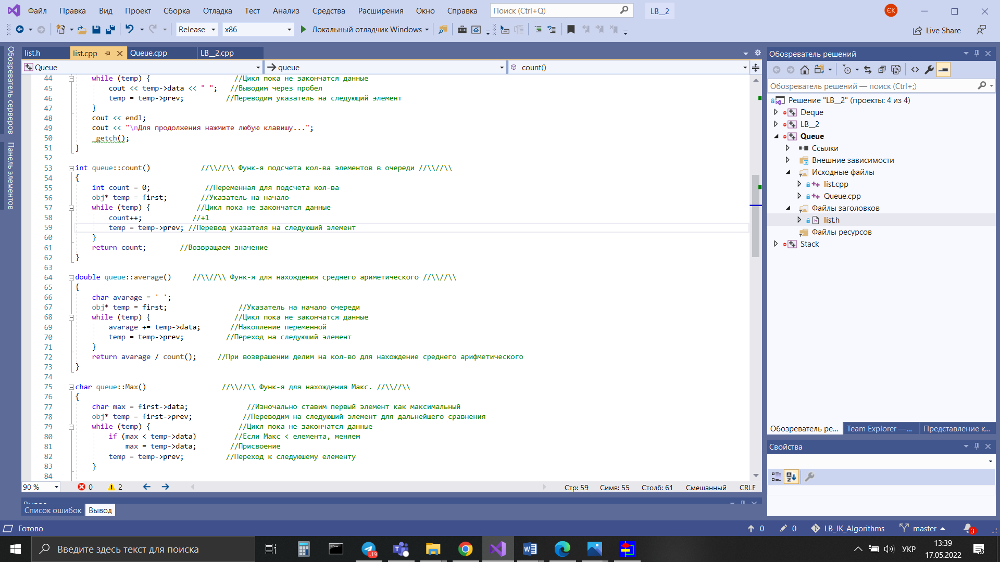 Файл Правка Вид Проект Сборка Отладка Тест Анализ Средства Расширения Окно Справка Поиск (Ctrl+Q) LB__2 ЄК
Release x86 Локальный отладчик Windows Live Share
Обозреватель серверов
Панель элементов
list.h list.cpp Queue.cpp LB__2.cpp
Queue queue count()
44 while (temp) { //Цикл пока не закончатся данные
45 cout << temp->data << " "; //Выводим через пробел
46 temp = temp->prev; //Переводим указатель на следующий элемент
47 }
48 cout << endl;
49 cout << "\nДля продолжения нажмите любую клавишу...";
50 _getch();
51 }
52
53 int queue::count() //\\//\\ Функ-я подсчета кол-ва элементов в очереди //\\//\\
54 {
55 int count = 0; //Переменная для подсчета кол-ва
56 obj* temp = first; //Указатель на начало
57 while (temp) { //Цикл пока не закончатся данные
58 count++; //+1
59 temp = temp->prev; //Перевод указателя на следуюший элемент
60 }
61 return count; //Возвращаем значение
62 }
63
64 double queue::average() //\\//\\ Функ-я для нахождения среднего ариметического //\\//\\
65 {
66 char avarage = ' ';
67 obj* temp = first; //Указатель на начало очереди
68 while (temp) { //Цикл пока не закончатся данные
69 avarage += temp->data; //Накопление переменной
70 temp = temp->prev; //Переход на следуюший элемент
71 }
72 return avarage / count(); //При возврашении делим на кол-во для нахождение среднего арифметического
73 }
74
75 char queue::Max() //\\//\\ Функ-я для нахождения Макс. //\\//\\
76 {
77 char max = first->data; //Изночально ставим первый элемент как максимальный
78 obj* temp = first->prev; //Переводим на следуюший элемент для дальнейшего сравнения
79 while (temp) { //Цикл пока не закончатся данные
80 if (max < temp->data) //Если Макс < елемента, меняем
81 max = temp->data; //Присвоение
82 temp = temp->prev; //Переход к следуюшему елементу
83 }
84
90 % 0 2 Стр: 59 Симв: 55 Столб: 61 Смешанный CRLF
Вывод
Список ошибок Вывод
Обозреватель решений
Обозреватель решений — поиск (Ctrl+;)
Решение "LB__2" (проекты: 4 из 4)
Deque
LB__2
Queue
Ссылки
Внешние зависимости
Исходные файлы
list.cpp
Queue.cpp
Файлы заголовков
list.h
Файлы ресурсов
Stack
Обозреватель ре... Team Explorer —... Представление к...
Свойства
Готово 0 0 LB_JK_Algorithms master 3
Введите здесь текст для поиска ..19 УКР 13:39
17.05.2022